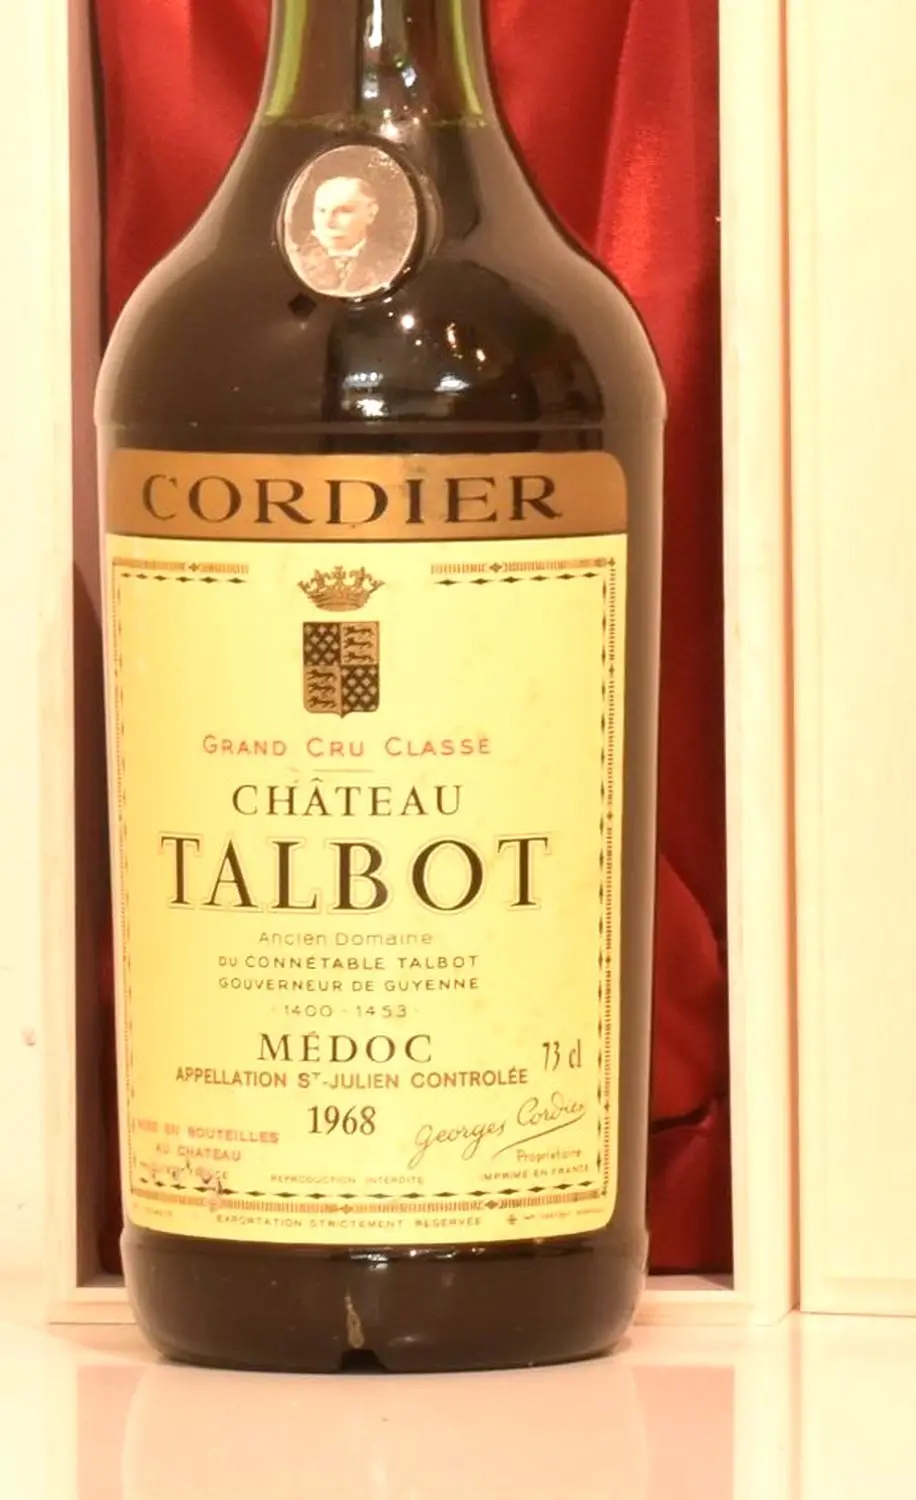 CORDIER
GRAND CRU CLASSÉ
CHÂTEAU
TALBOT
Ancien Domaine
DU CONNÉTABLE TALBOT
GOUVERNEUR DE GUYENNE
1400 - 1453
MÉDOC
73 cl
APPELLATION ST-JULIEN CONTROLÉE
1968
Georges Cordier
MISE EN BOUTEILLES
AU CHATEAU
Propriétaire
REPRODUCTION INTERDITE
IMPRIMÉ EN FRANCE
EXPORTATION STRICTEMENT RÉSERVÉE